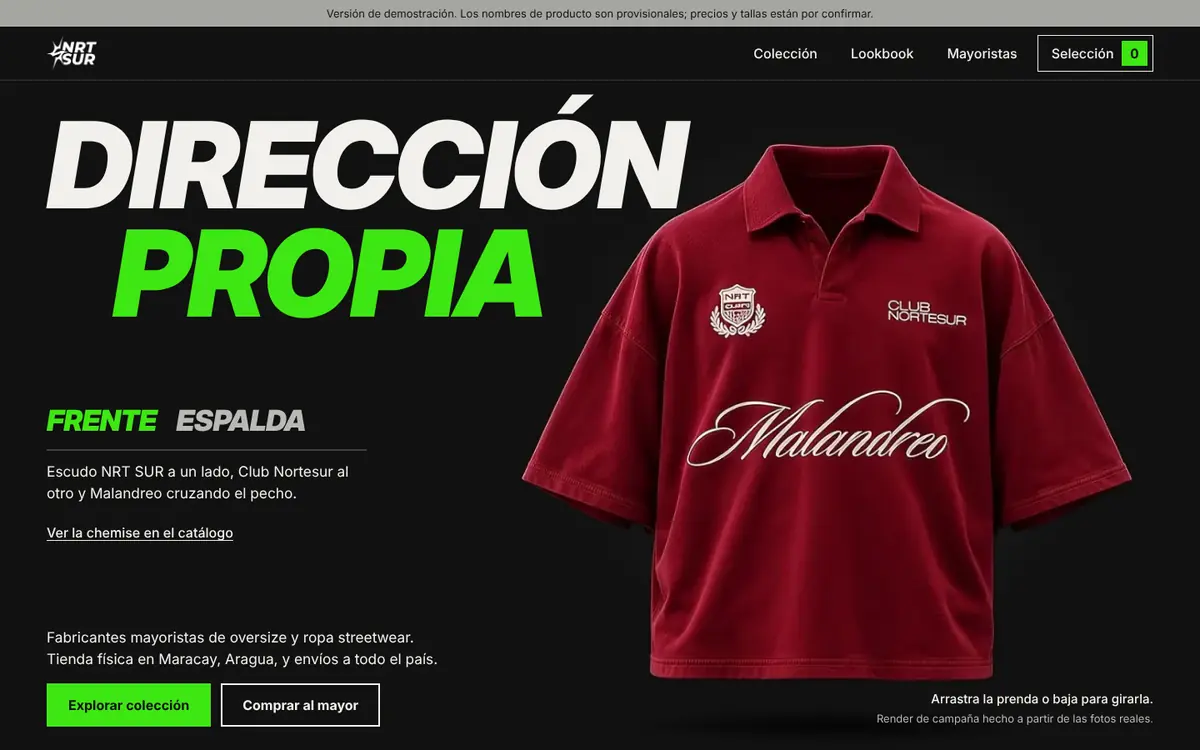 Versión de demostración. Los nombres de producto son provisionales; precios y tallas están por confirmar.
NRT
SUR
Colección
Lookbook
Mayoristas
Selección 0
DIRECCIÓN
PROPIA
NRT
CLUB
NORTESUR
Malandreo
FRENTE ESPALDA
Escudo NRT SUR a un lado, Club Nortesur al
otro y Malandreo cruzando el pecho.
Ver la chemise en el catálogo
Fabricantes mayoristas de oversize y ropa streetwear.
Tienda física en Maracay, Aragua, y envíos a todo el país.
Explorar colección
Comprar al mayor
Arrastra la prenda o baja para girarla.
Render de campaña hecho a partir de las fotos reales.